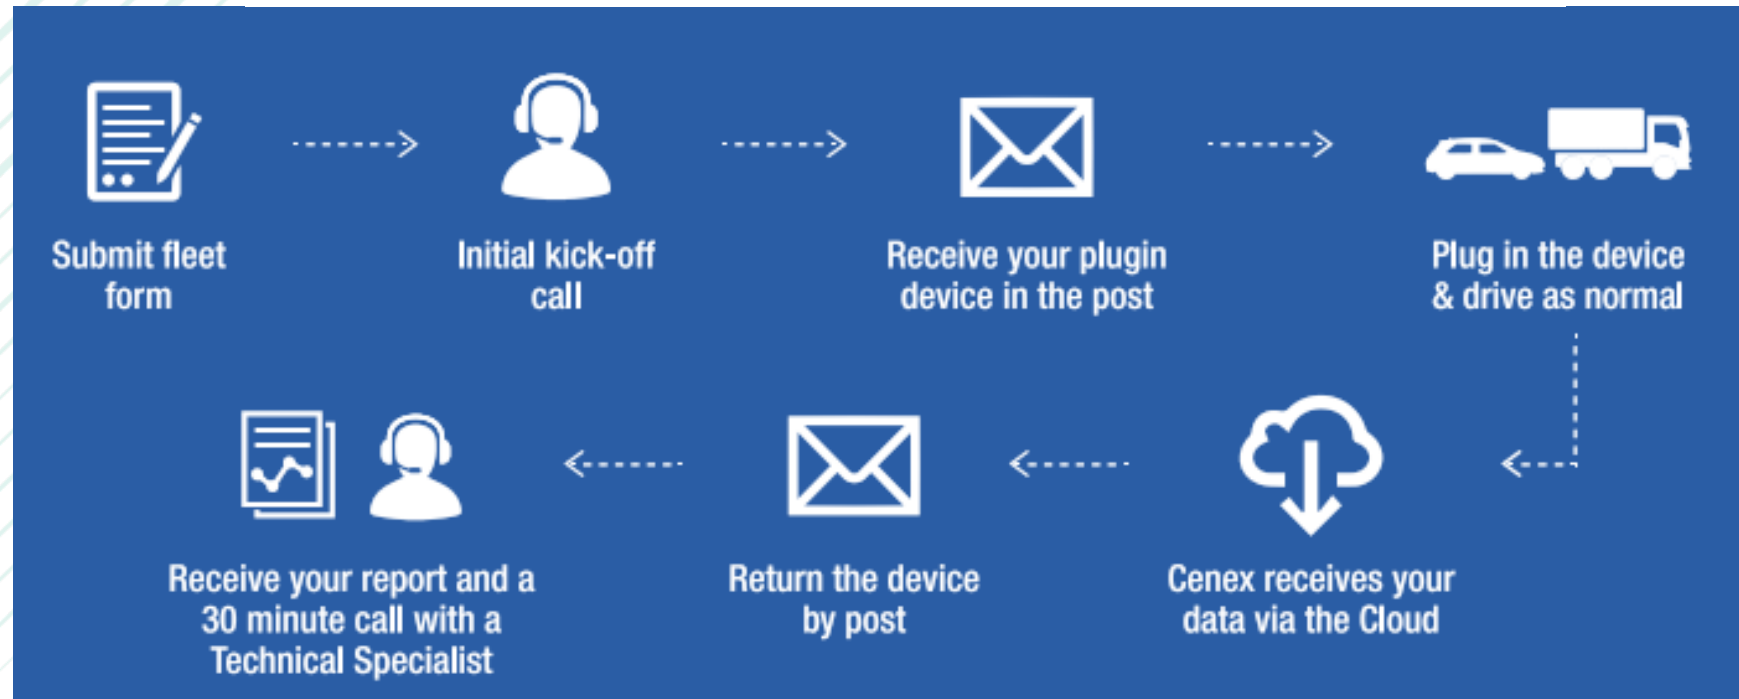 Submit fleet
form
Initial kick-off
call
Receive your plugin
device in the post
Plug in the device
& drive as normal
Cenex receives your
data via the Cloud
Return the device
by post
Receive your report and a
30 minute call with a
Technical Specialist